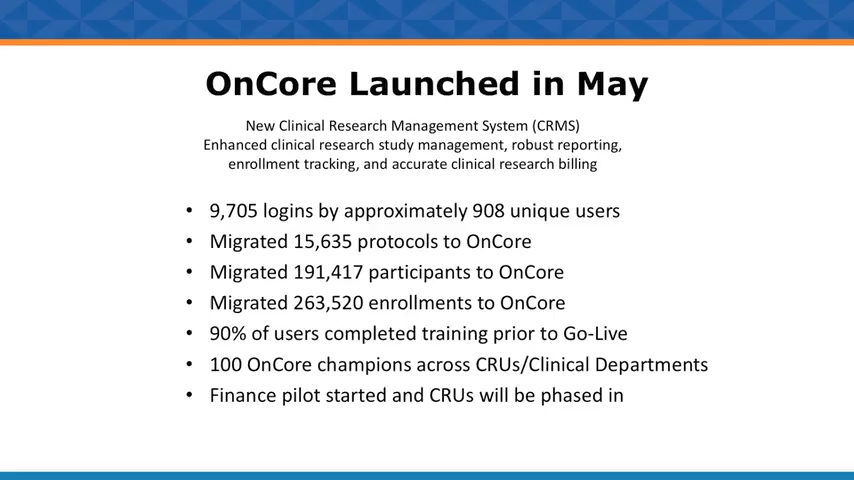 OnCore Launched in May
New Clinical Research Management System (CRMS)
Enhanced clinical research study management, robust reporting,
enrollment tracking, and accurate clinical research billing
• 9,705 logins by approximately 908 unique users
• Migrated 15,635 protocols to OnCore
• Migrated 191,417 participants to OnCore
• Migrated 263,520 enrollments to OnCore
• 90% of users completed training prior to Go-Live
• 100 OnCore champions across CRUs/Clinical Departments
• Finance pilot started and CRUs will be phased in